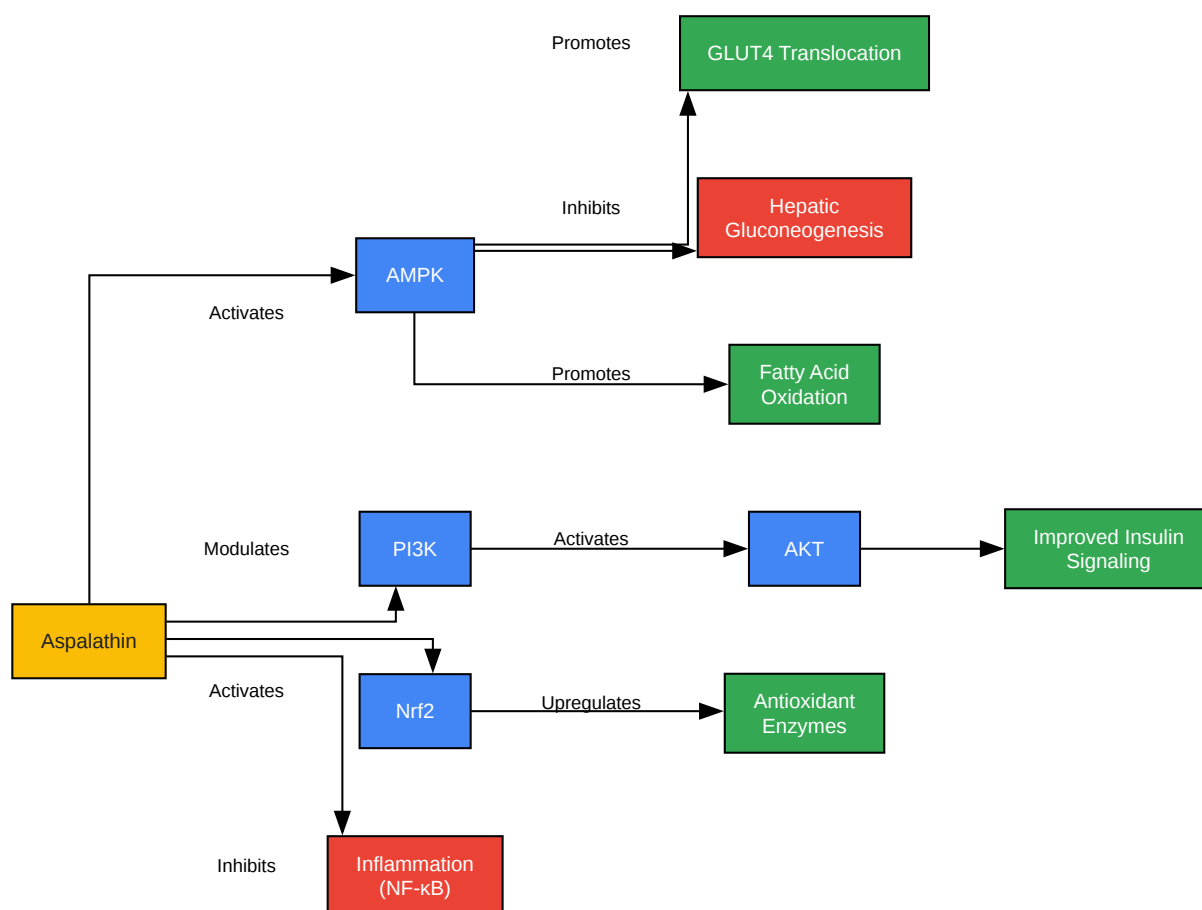 Promotes
GLUT4 Translocation
Inhibits
Hepatic
Gluconeogenesis
AMPK
Activates
Promotes
Fatty Acid
Oxidation
Modulates
PI3K
Activates
AKT
Improved Insulin
Signaling
Aspalathin
Activates
Nrf2
Upregulates
Antioxidant
Enzymes
Inhibits
Inflammation
(NF-κB)